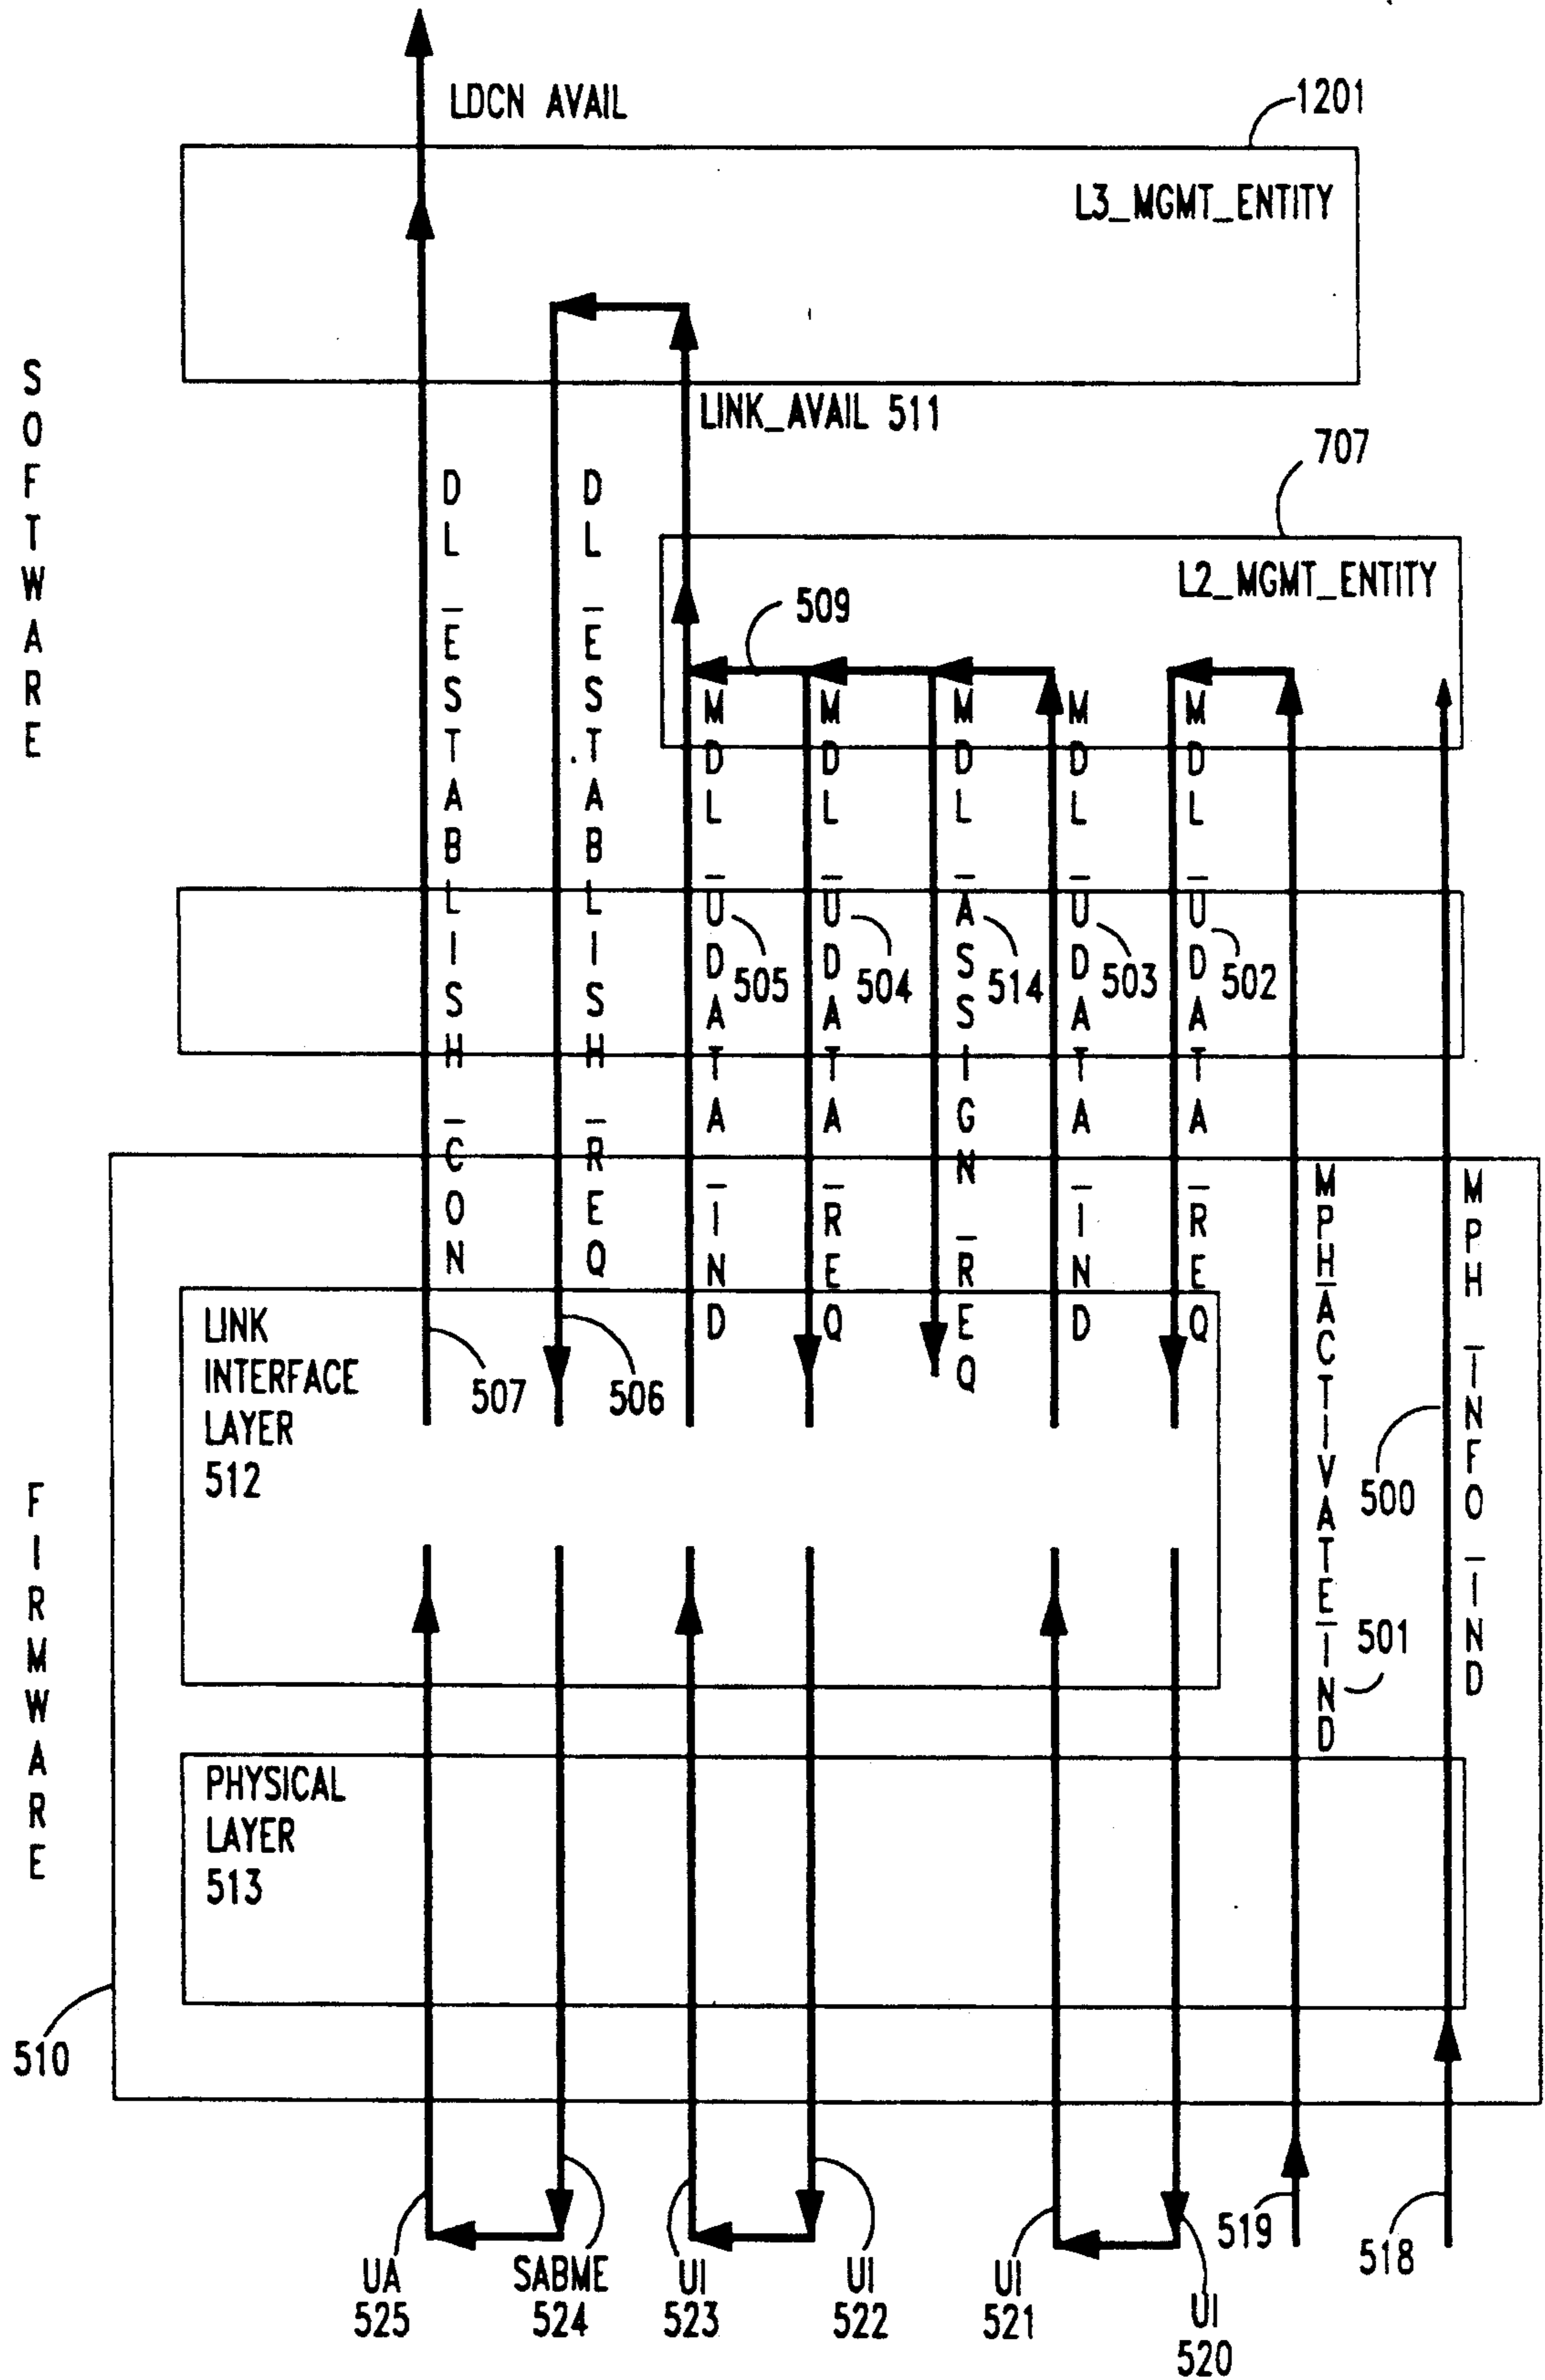 LDCN AVAIL
1201
L3_MGMT_ENTITY
SOFTWARE
LINK_AVAIL 511
707
L2_MGMT_ENTITY
509
DL_ESTABLISH_CON
DL_ESTABLISH_REQ
MDL_UDATA_IND
MDL_UDATA_REQ
MDL_ASSIGN_REQ
MDL_UDATA_IND
MDL_UDATA_REQ
505
504
514
503
502
MPH_ACTIVATE_IND
MPH_INFO_IND
LINK
INTERFACE
LAYER
512
507
506
500
501
FIRMWARE
PHYSICAL
LAYER
513
510
519
518
UA
525
SABME
524
UI
523
UI
522
UI
521
UI
520